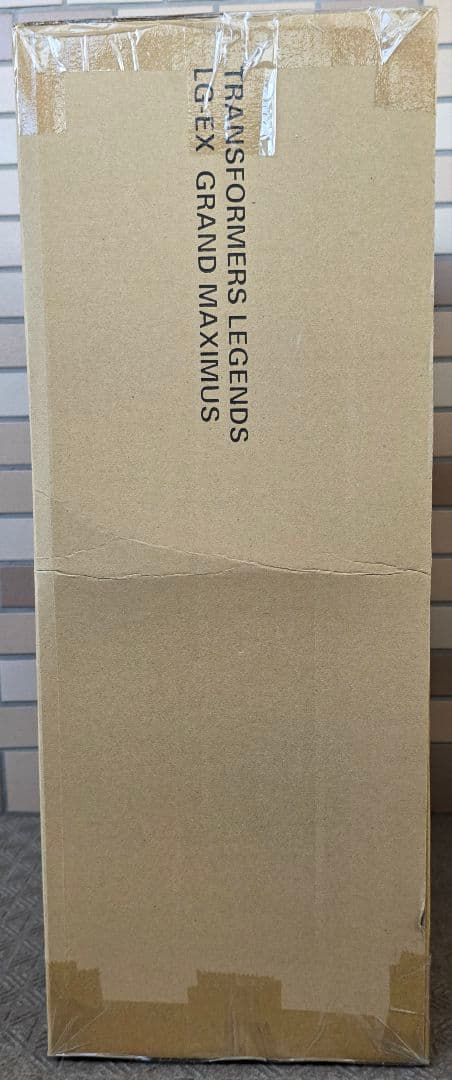 TRANSFORMERS LEGENDS
LG-EX GRAND MAXIMUS